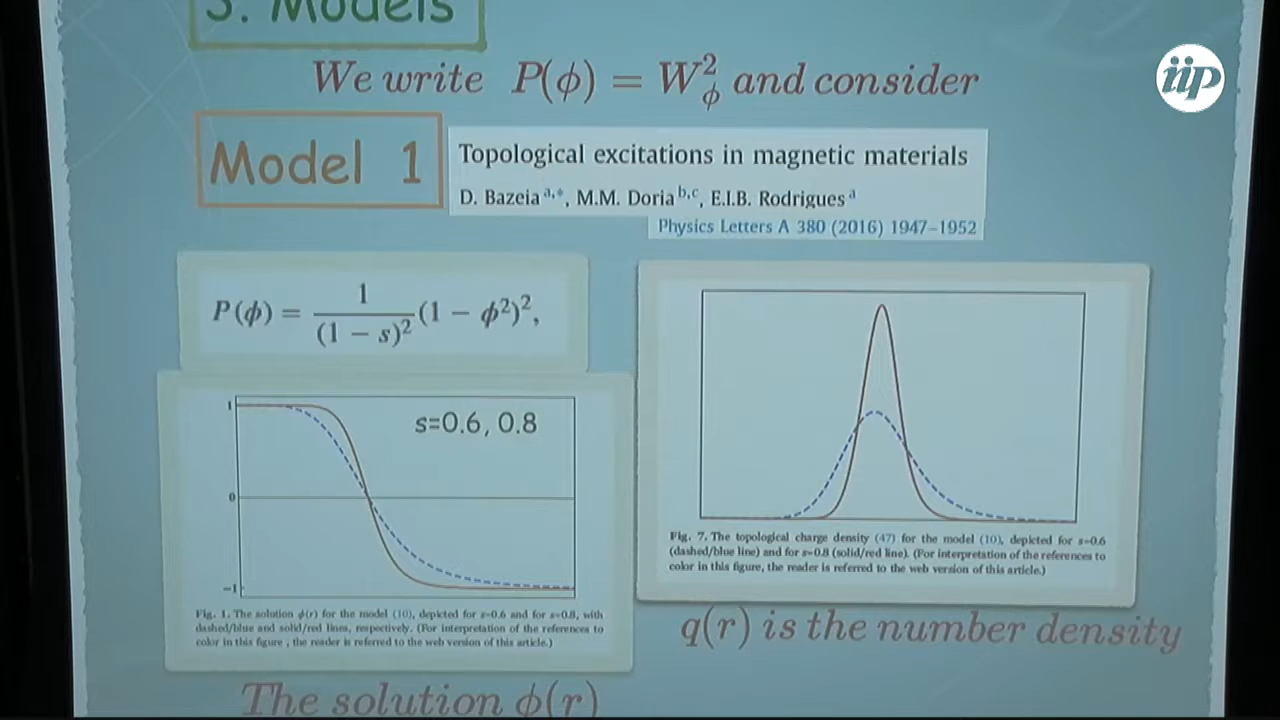 3. Models
iip
We write P(ϕ) = W²ϕ and consider
Model 1
Topological excitations in magnetic materials
D. Bazeia a,*, M.M. Doria b,c, E.I.B. Rodrigues a
Physics Letters A 380 (2016) 1947–1952
P(ϕ) = 1/(1 − s)² (1 − ϕ²)²,
1
0
−1
s=0.6, 0.8
Fig. 1. The solution ϕ(r) for the model (10), depicted for s=0.6 and for s=0.8, with
dashed/blue and solid/red lines, respectively. (For interpretation of the references to
color in this figure , the reader is referred to the web version of this article.)
The solution ϕ(r)
Fig. 7. The topological charge density (47) for the model (10), depicted for s=0.6
(dashed/blue line) and for s=0.8 (solid/red line). (For interpretation of the references to
color in this figure, the reader is referred to the web version of this article.)
q(r) is the number density